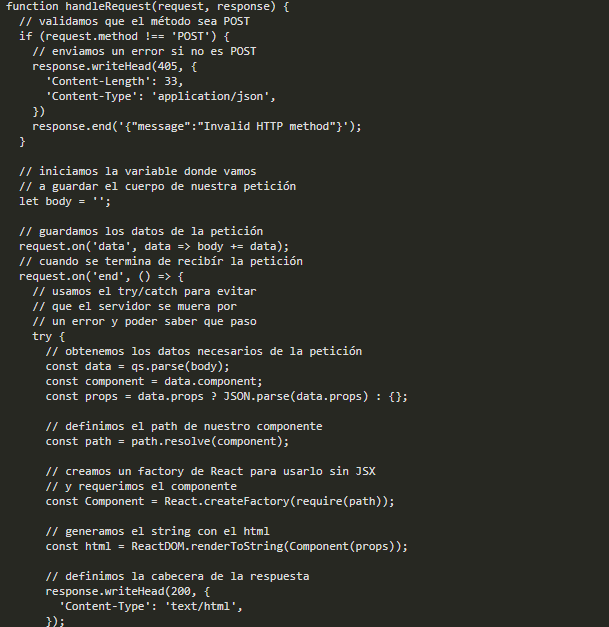 function handleRequest(request, response) {
  // validamos que el método sea POST
  if (request.method !== 'POST') {
    // enviamos un error si no es POST
    response.writeHead(405, {
      'Content-Length': 33,
      'Content-Type': 'application/json',
    })
    response.end('{"message":"Invalid HTTP method"}');
  }

  // iniciamos la variable donde vamos
  // a guardar el cuerpo de nuestra petición
  let body = '';

  // guardamos los datos de la petición
  request.on('data', data => body += data);
  // cuando se termina de recibír la petición
  request.on('end', () => {
    // usamos el try/catch para evitar
    // que el servidor se muera por
    // un error y poder saber que paso
    try {
      // obtenemos los datos necesarios de la petición
      const data = qs.parse(body);
      const component = data.component;
      const props = data.props ? JSON.parse(data.props) : {};

      // definimos el path de nuestro componente
      const path = path.resolve(component);

      // creamos un factory de React para usarlo sin JSX
      // y requerimos el componente
      const Component = React.createFactory(require(path));

      // generamos el string con el html
      const html = ReactDOM.renderToString(Component(props));

      // definimos la cabecera de la respuesta
      response.writeHead(200, {
        'Content-Type': 'text/html',
      });